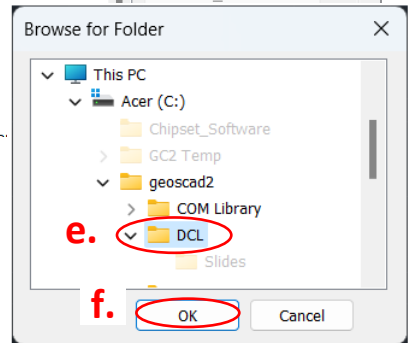 Browse for Folder
This PC
Acer (C:)
Chipset_Software
GC2 Temp
geoscad2
COM Library
e. DCL
Slides
f. OK Cancel